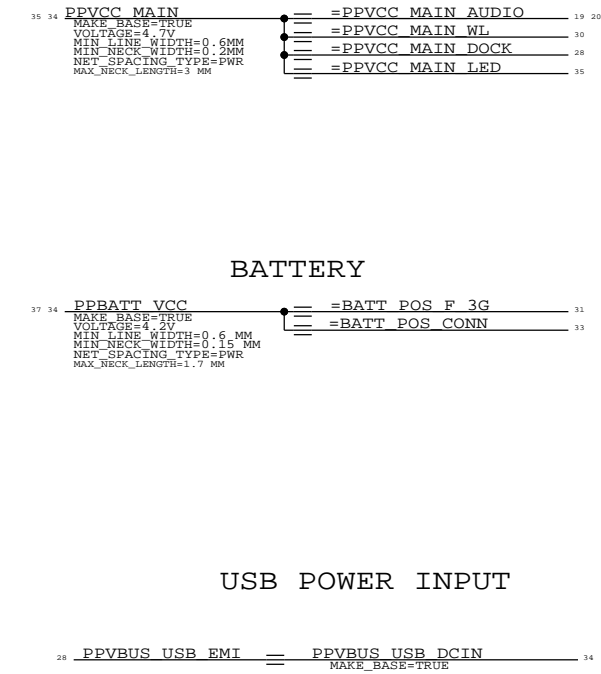 35 34 PPVCC_MAIN =PPVCC_MAIN_AUDIO 19 20
MAKE_BASE=TRUE
VOLTAGE=4.7V
MIN_LINE_WIDTH=0.6MM
MIN_NECK_WIDTH=0.2MM
NET_SPACING_TYPE=PWR
MAX_NECK_LENGTH=3 MM
=PPVCC_MAIN_WL 30
=PPVCC_MAIN_DOCK 28
=PPVCC_MAIN_LED 35
BATTERY
37 34 PPBATT_VCC =BATT_POS_F_3G 31
MAKE_BASE=TRUE
VOLTAGE=4.2V
MIN_LINE_WIDTH=0.6 MM
MIN_NECK_WIDTH=0.15 MM
NET_SPACING_TYPE=PWR
MAX_NECK_LENGTH=1.7 MM
=BATT_POS_CONN 33
USB POWER INPUT
28 PPVBUS_USB_EMI PPVBUS_USB_DCIN 34
MAKE_BASE=TRUE